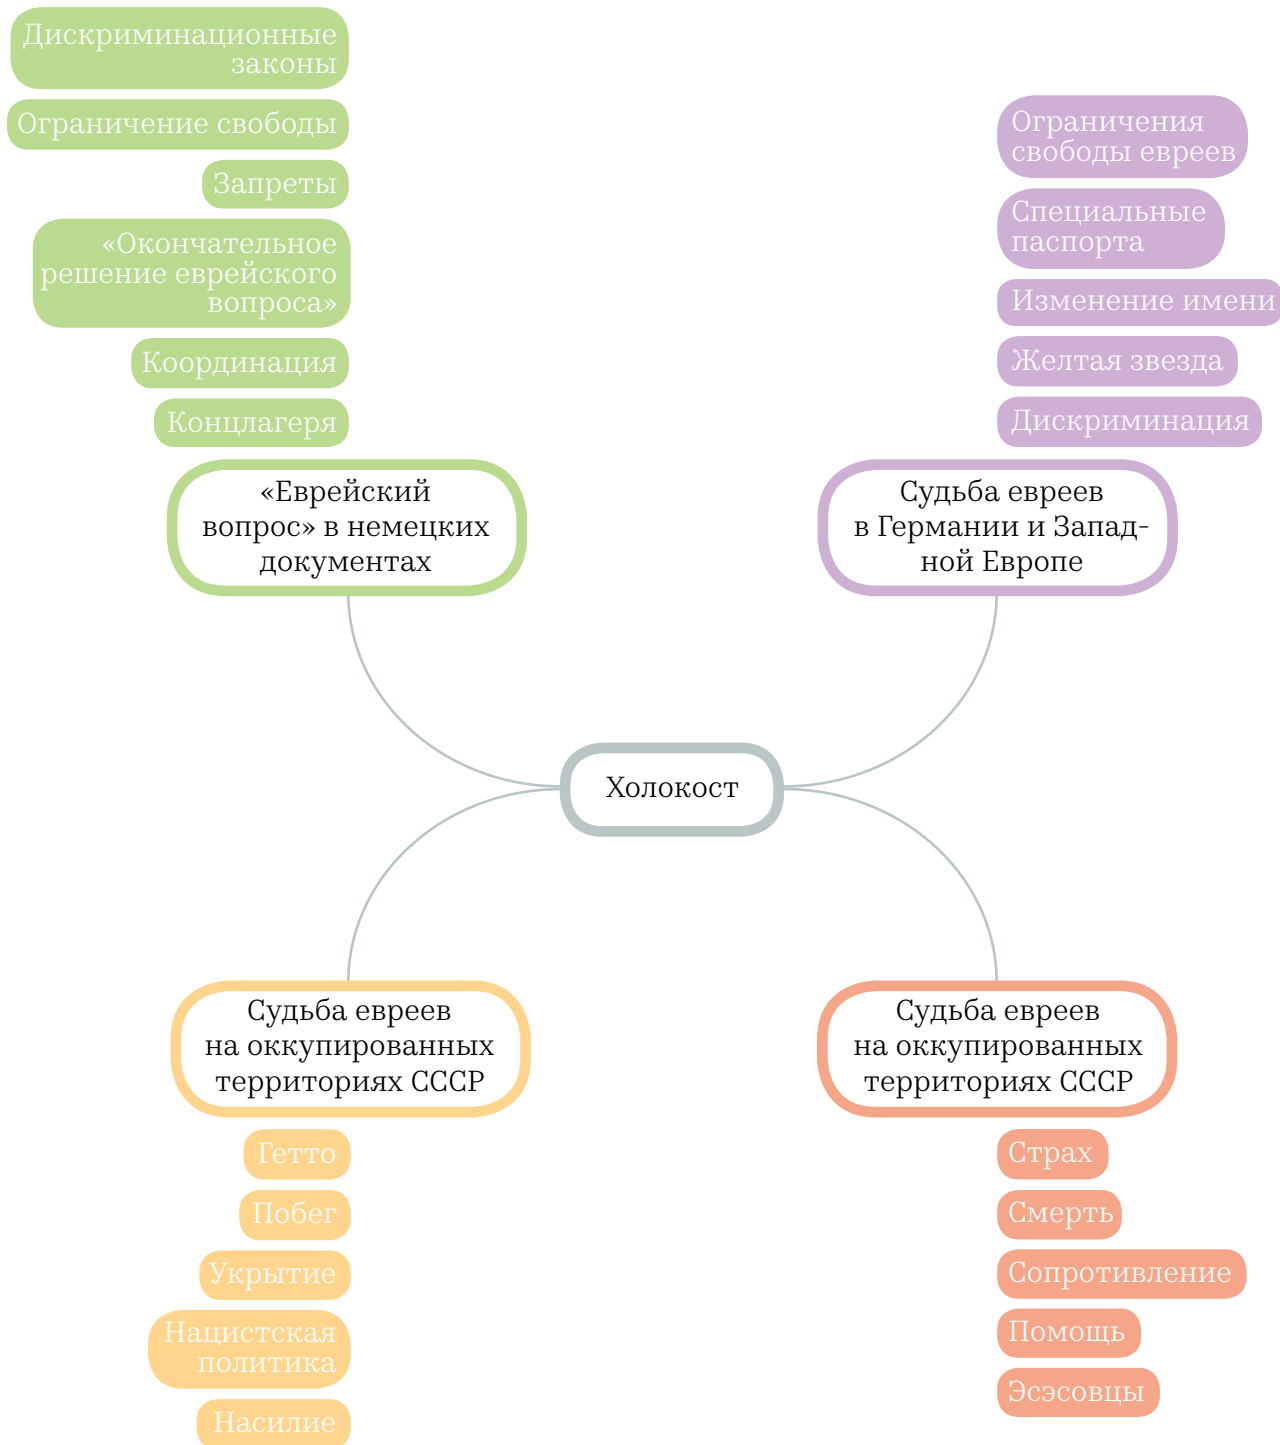 Дискриминационные
законы
Ограничение свободы
Запреты
«Окончательное
решение еврейского
вопроса»
Координация
Концлагеря
«Еврейский
вопрос» в немецких
документах
Ограничения
свободы евреев
Специальные
паспорта
Изменение имени
Желтая звезда
Дискриминация
Судьба евреев
в Германии и Запад-
ной Европе
Холокост
Судьба евреев
на оккупированных
территориях СССР
Гетто
Побег
Укрытие
Нацистская
политика
Насилие
Судьба евреев
на оккупированных
территориях СССР
Страх
Смерть
Сопротивление
Помощь
Эсэсовцы